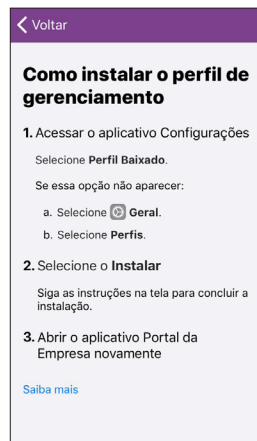 Voltar
Como instalar o perfil de
gerenciamento
1. Acessar o aplicativo Configurações
Selecione Perfil Baixado.
Se essa opção não aparecer:
a. Selecione Geral.
b. Selecione Perfis.
2. Selecione o Instalar
Siga as instruções na tela para concluir a
instalação.
3. Abrir o aplicativo Portal da
Empresa novamente
Saiba mais